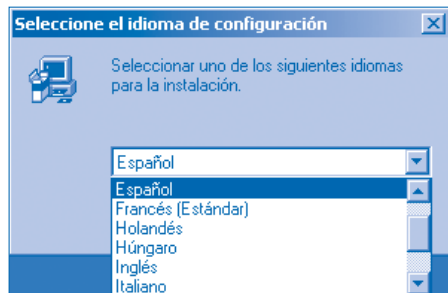 Seleccione el idioma de configuración
Seleccionar uno de los siguientes idiomas
para la instalación.
Español
Español
Francés (Estándar)
Holandés
Húngaro
Inglés
Italiano